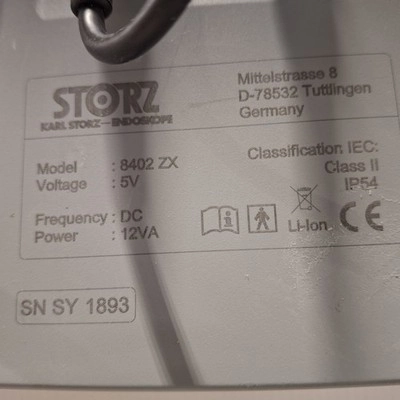 STORZ
KARL STORZ—ENDOSKOPE
Mittelstrasse 8
D-78532 Tuttlingen
Germany
Model : 8402 ZX
Voltage : 5V
Frequency : DC
Power : 12VA
Classification IEC:
Class II
IP54
Li-Ion CE
SN SY 1893